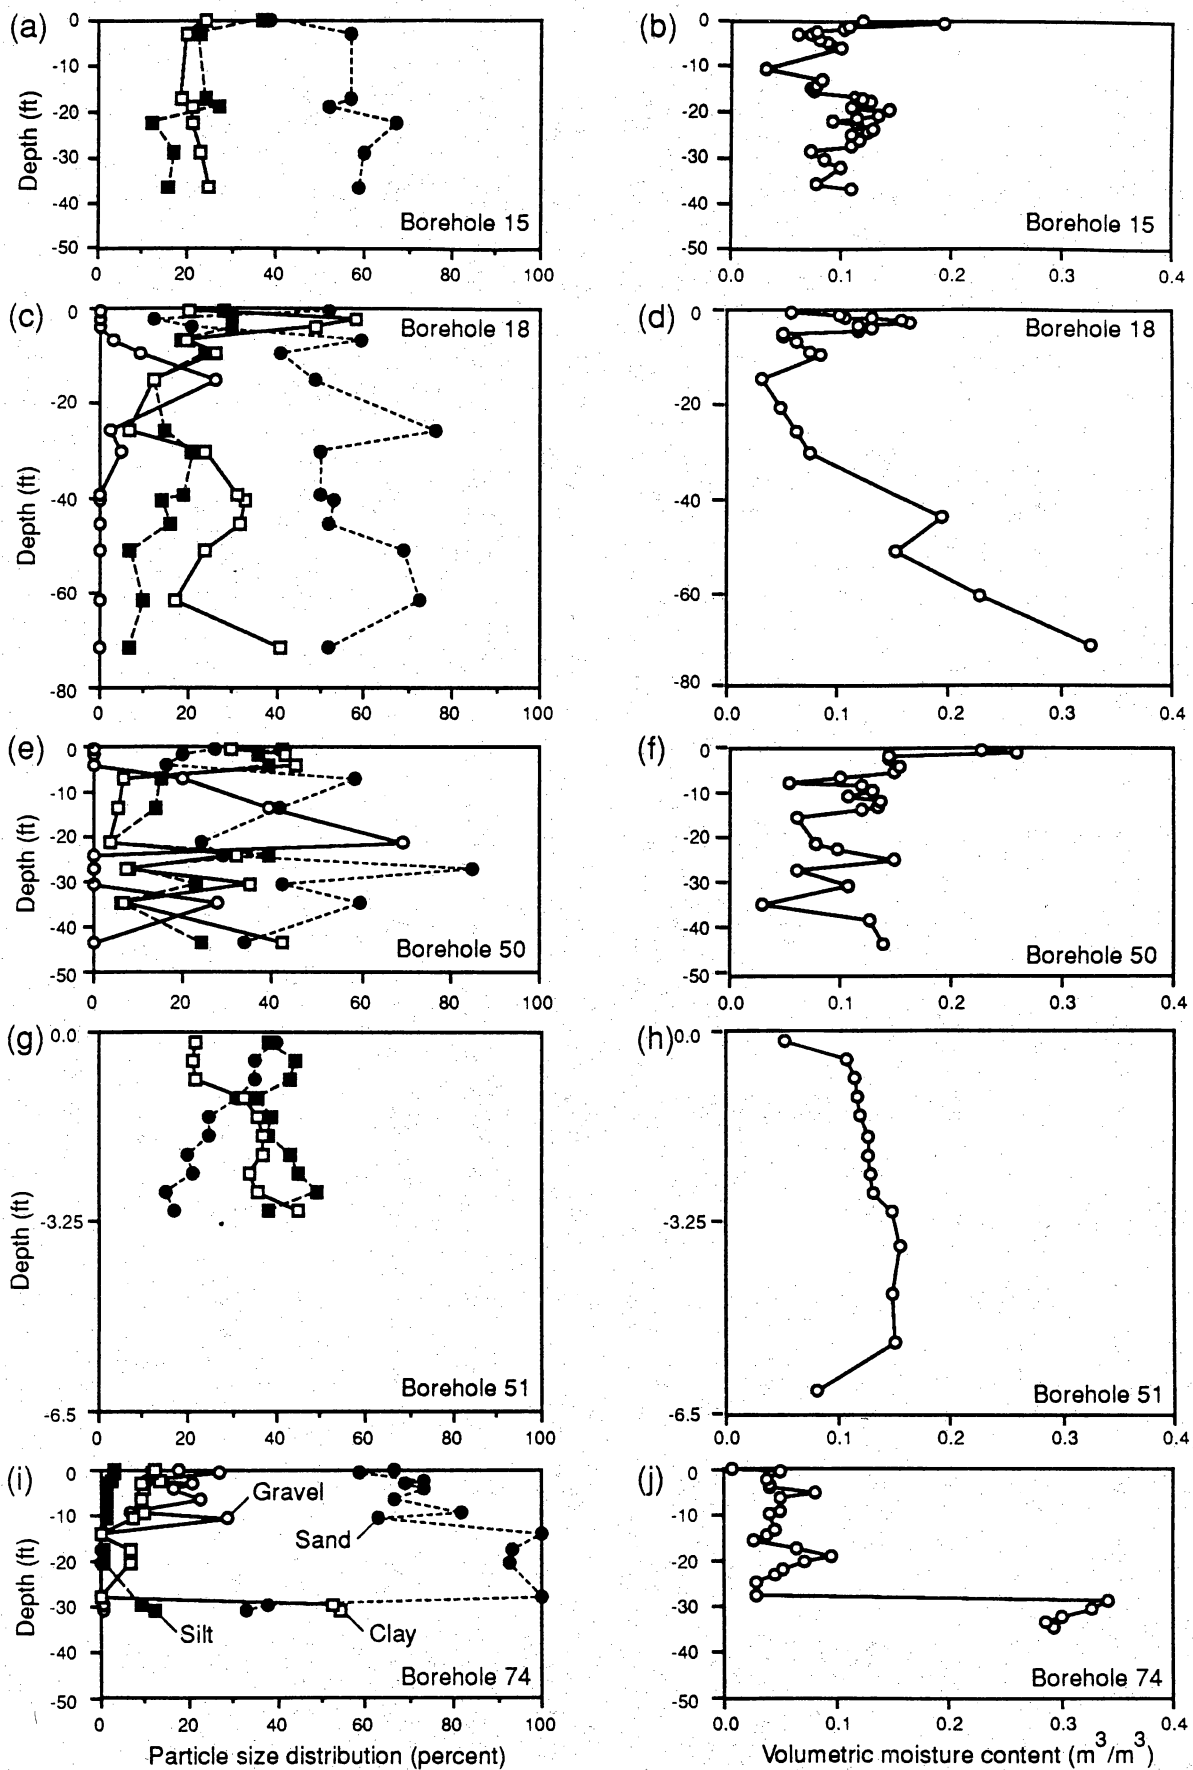 (a)
Depth (ft)
0
-10
-20
-30
-40
-50
Borehole 15
0 20 40 60 80 100
(b)
0
-10
-20
-30
-40
-50
Borehole 15
0.0 0.1 0.2 0.3 0.4
(c)
Depth (ft)
0
-20
-40
-60
-80
Borehole 18
0 20 40 60 80 100
(d)
0
-20
-40
-60
-80
Borehole 18
0.0 0.1 0.2 0.3 0.4
(e)
Depth (ft)
0
-10
-20
-30
-40
-50
Borehole 50
0 20 40 60 80 100
(f)
0
-10
-20
-30
-40
-50
Borehole 50
0.0 0.1 0.2 0.3 0.4
(g)
Depth (ft)
0.0
-3.25
-6.5
Borehole 51
0 20 40 60 80 100
(h)
0.0
-3.25
-6.5
Borehole 51
0.0 0.1 0.2 0.3 0.4
(i)
Depth (ft)
0
-10
-20
-30
-40
-50
Gravel
Sand
Silt
Clay
Borehole 74
0 20 40 60 80 100
Particle size distribution (percent)
(j)
0
-10
-20
-30
-40
-50
Borehole 74
0.0 0.1 0.2 0.3 0.4
Volumetric moisture content (m³/m³)